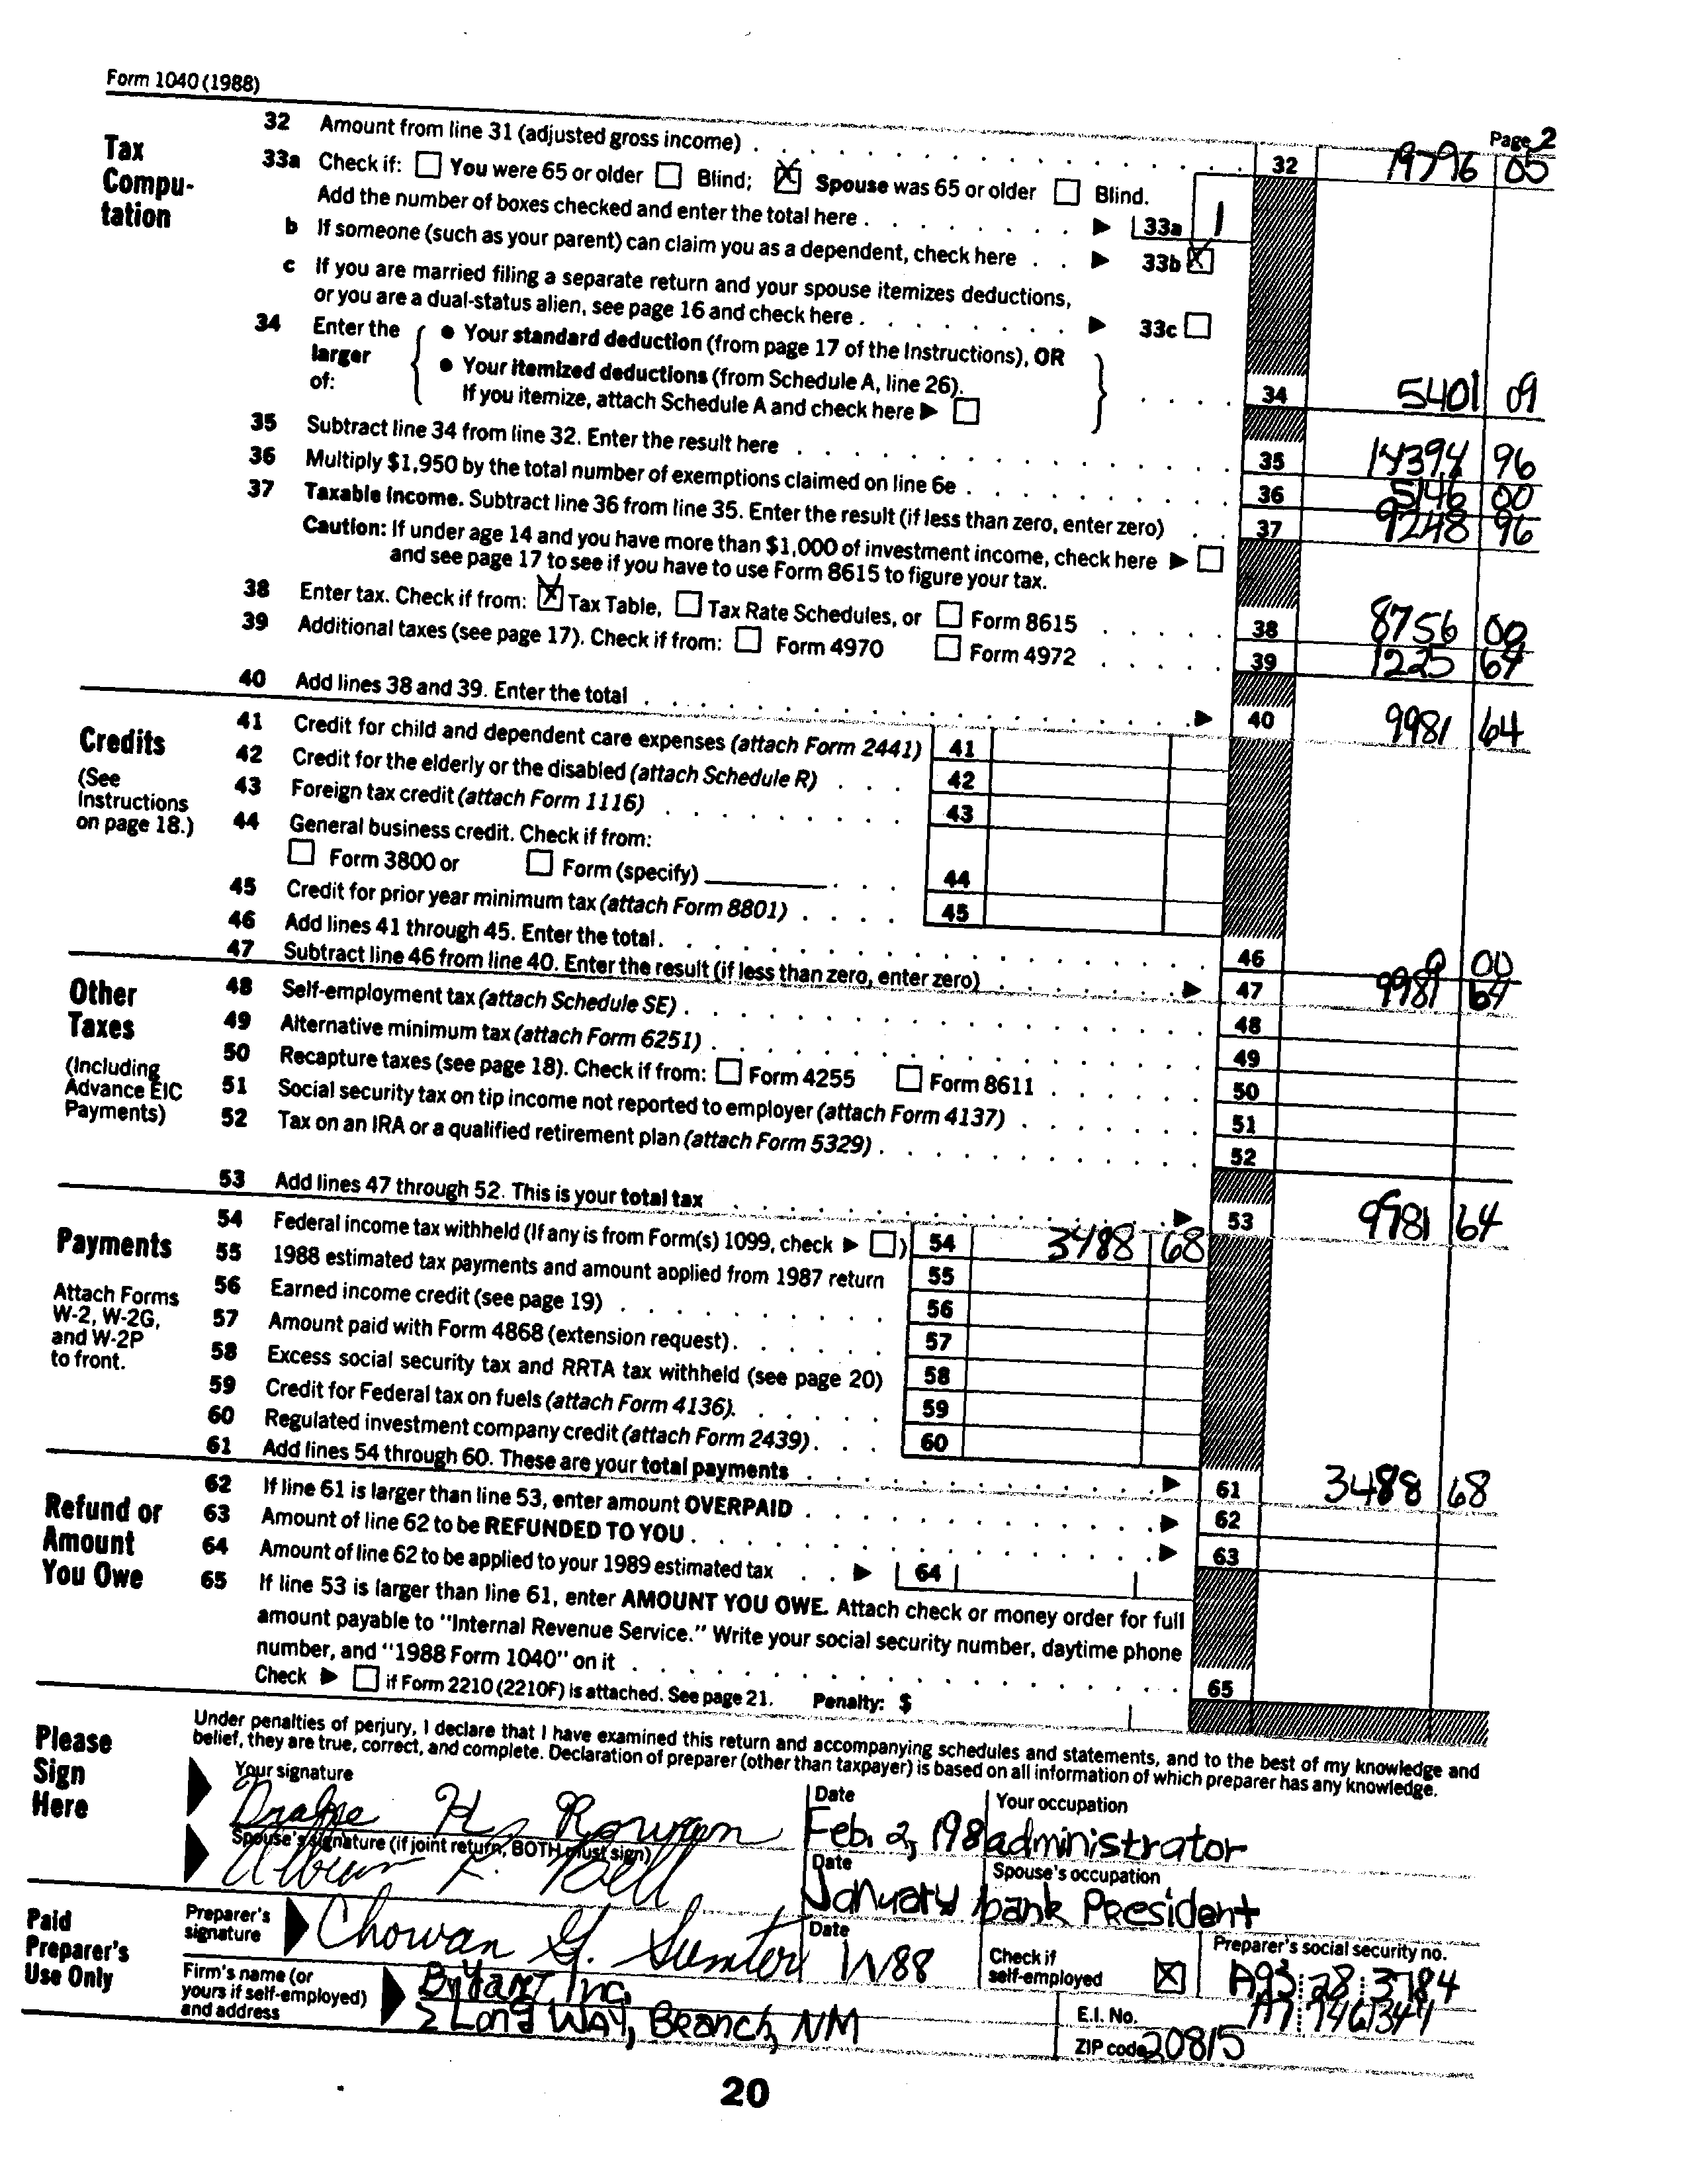 Form 1040 (1988)
Page 2
Tax Computation
32 Amount from line 31 (adjusted gross income) . . . 32 19796 05
33a Check if: ☐ You were 65 or older ☐ Blind; ☒ Spouse was 65 or older ☐ Blind.
Add the number of boxes checked and enter the total here . . . ▶ 33a 1
b If someone (such as your parent) can claim you as a dependent, check here . . ▶ 33b ☒
c If you are married filing a separate return and your spouse itemizes deductions,
or you are a dual-status alien, see page 16 and check here . . . ▶ 33c ☐
34 Enter the larger of: { ● Your standard deduction (from page 17 of the Instructions), OR
● Your itemized deductions (from Schedule A, line 26).
If you itemize, attach Schedule A and check here ▶ ☐ } . . . . 34 5401 09
35 Subtract line 34 from line 32. Enter the result here . . . 35 14394 96
36 Multiply $1,950 by the total number of exemptions claimed on line 6e . . . 36 5146 00
37 Taxable income. Subtract line 36 from line 35. Enter the result (if less than zero, enter zero) . . 37 9248 96
Caution: If under age 14 and you have more than $1,000 of investment income, check here ▶ ☐
and see page 17 to see if you have to use Form 8615 to figure your tax.
38 Enter tax. Check if from: ☒ Tax Table, ☐ Tax Rate Schedules, or ☐ Form 8615 . . . 38 8756 00
39 Additional taxes (see page 17). Check if from: ☐ Form 4970 ☐ Form 4972 . . . 39 1225 64
40 Add lines 38 and 39. Enter the total . . . ▶ 40 9981 64
Credits
(See Instructions on page 18.)
41 Credit for child and dependent care expenses (attach Form 2441) 41
42 Credit for the elderly or the disabled (attach Schedule R) . . . 42
43 Foreign tax credit (attach Form 1116) . . . 43
44 General business credit. Check if from:
☐ Form 3800 or ☐ Form (specify) ______ . . . 44
45 Credit for prior year minimum tax (attach Form 8801) . . . . 45
46 Add lines 41 through 45. Enter the total . . . 46 0 00
47 Subtract line 46 from line 40. Enter the result (if less than zero, enter zero) . . . ▶ 47 9981 64
Other Taxes
(Including Advance EIC Payments)
48 Self-employment tax (attach Schedule SE) . . . 48
49 Alternative minimum tax (attach Form 6251) . . . 49
50 Recapture taxes (see page 18). Check if from: ☐ Form 4255 ☐ Form 8611 . . . 50
51 Social security tax on tip income not reported to employer (attach Form 4137) . . . 51
52 Tax on an IRA or a qualified retirement plan (attach Form 5329) . . . 52
53 Add lines 47 through 52. This is your total tax . . . ▶ 53 9981 64
Payments
Attach Forms W-2, W-2G, and W-2P to front.
54 Federal income tax withheld (If any is from Form(s) 1099, check ▶ ☐) 54 3488 68
55 1988 estimated tax payments and amount applied from 1987 return 55
56 Earned income credit (see page 19) . . . 56
57 Amount paid with Form 4868 (extension request) . . . 57
58 Excess social security tax and RRTA tax withheld (see page 20) 58
59 Credit for Federal tax on fuels (attach Form 4136). . . . 59
60 Regulated investment company credit (attach Form 2439) . . . 60
61 Add lines 54 through 60. These are your total payments . . . ▶ 61 3488 68
Refund or Amount You Owe
62 If line 61 is larger than line 53, enter amount OVERPAID . . . ▶ 62
63 Amount of line 62 to be REFUNDED TO YOU . . . ▶ 63
64 Amount of line 62 to be applied to your 1989 estimated tax . . ▶ 64
65 If line 53 is larger than line 61, enter AMOUNT YOU OWE. Attach check or money order for full
amount payable to "Internal Revenue Service." Write your social security number, daytime phone
number, and "1988 Form 1040" on it . . . 65
Check ▶ ☐ if Form 2210 (2210F) is attached. See page 21. Penalty: $
Please Sign Here
Under penalties of perjury, I declare that I have examined this return and accompanying schedules and statements, and to the best of my knowledge and
belief, they are true, correct, and complete. Declaration of preparer (other than taxpayer) is based on all information of which preparer has any knowledge.
Your signature Date Your occupation
Drake H. Rowan Feb. 2, 198 administrator
Spouse's signature (if joint return, BOTH must sign) Date Spouse's occupation
F. Bell January bank President
Paid Preparer's Use Only
Preparer's signature Chowan G. Sumter Date Check if self-employed ☒ Preparer's social security no.
Firm's name (or yours if self-employed) and address Inc. E.I. No.
2 Long Way, Branch, NM ZIP code 20815
20